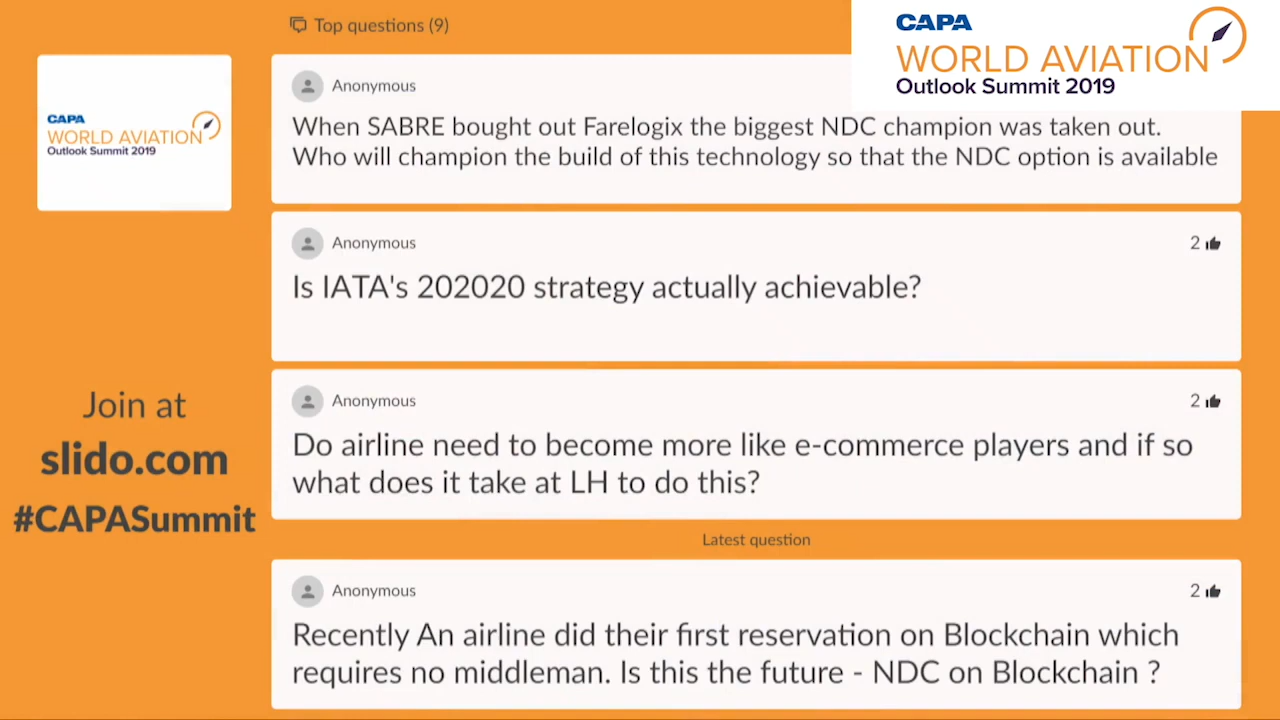 Top questions (9)
CAPA
WORLD AVIATION
Outlook Summit 2019
CAPA
WORLD AVIATION
Outlook Summit 2019
Join at
slido.com
#CAPASummit
Anonymous
When SABRE bought out Farelogix the biggest NDC champion was taken out.
Who will champion the build of this technology so that the NDC option is available
Anonymous
2
Is IATA's 202020 strategy actually achievable?
Anonymous
2
Do airline need to become more like e-commerce players and if so
what does it take at LH to do this?
Latest question
Anonymous
2
Recently An airline did their first reservation on Blockchain which
requires no middleman. Is this the future - NDC on Blockchain ?